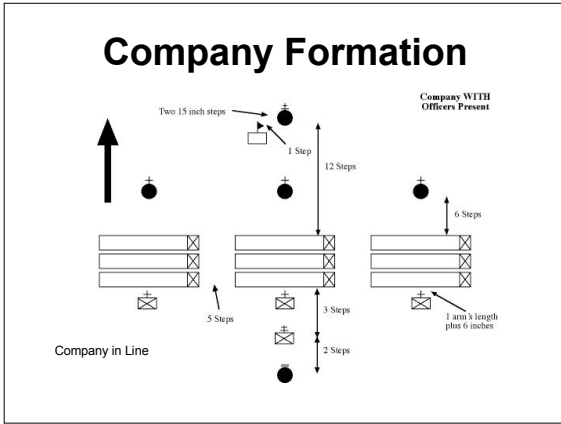 Company Formation
Company WITH
Officers Present
Two 15 inch steps
1 Step
12 Steps
6 Steps
5 Steps
3 Steps
1 arm's length
plus 6 inches
Company in Line
2 Steps